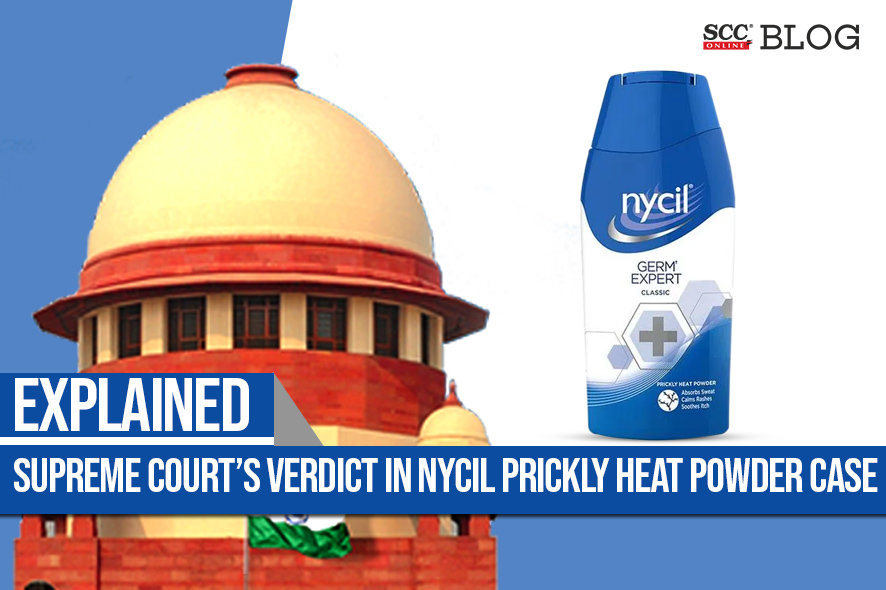 SCC® BLOG
ONLINE
nycil®
GERM+
EXPERT
CLASSIC
PRICKLY HEAT POWDER
Absorbs Sweat
Calms Rashes
Soothes Itch
EXPLAINED
SUPREME COURT'S VERDICT IN NYCIL PRICKLY HEAT POWDER CASE